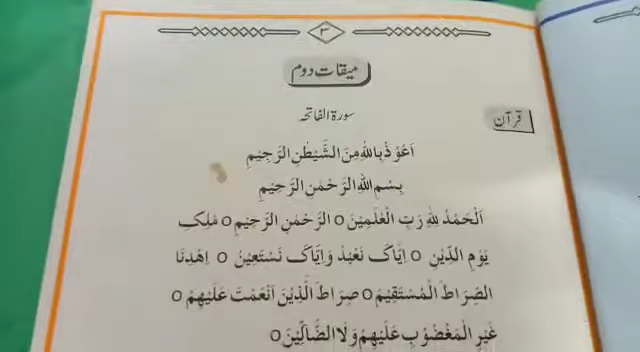 ۳
میقات دوم
سورۃ الفاتحہ
قرآن
اَعُوْذُ بِاللّٰهِ مِنَ الشَّیْطٰنِ الرَّجِیْمِ
بِسْمِ اللّٰهِ الرَّحْمٰنِ الرَّحِیْمِ
اَلْحَمْدُ لِلّٰهِ رَبِّ الْعٰلَمِیْنَ o الرَّحْمٰنِ الرَّحِیْمِ o مٰلِکِ
یَوْمِ الدِّیْنِ o اِیَّاکَ نَعْبُدُ وَاِیَّاکَ نَسْتَعِیْنُ o اِهْدِنَا
الصِّرَاطَ الْمُسْتَقِیْمَ o صِرَاطَ الَّذِیْنَ اَنْعَمْتَ عَلَیْهِمْ o
غَیْرِ الْمَغْضُوْبِ عَلَیْهِمْ وَلَا الضَّآلِّیْنَ o